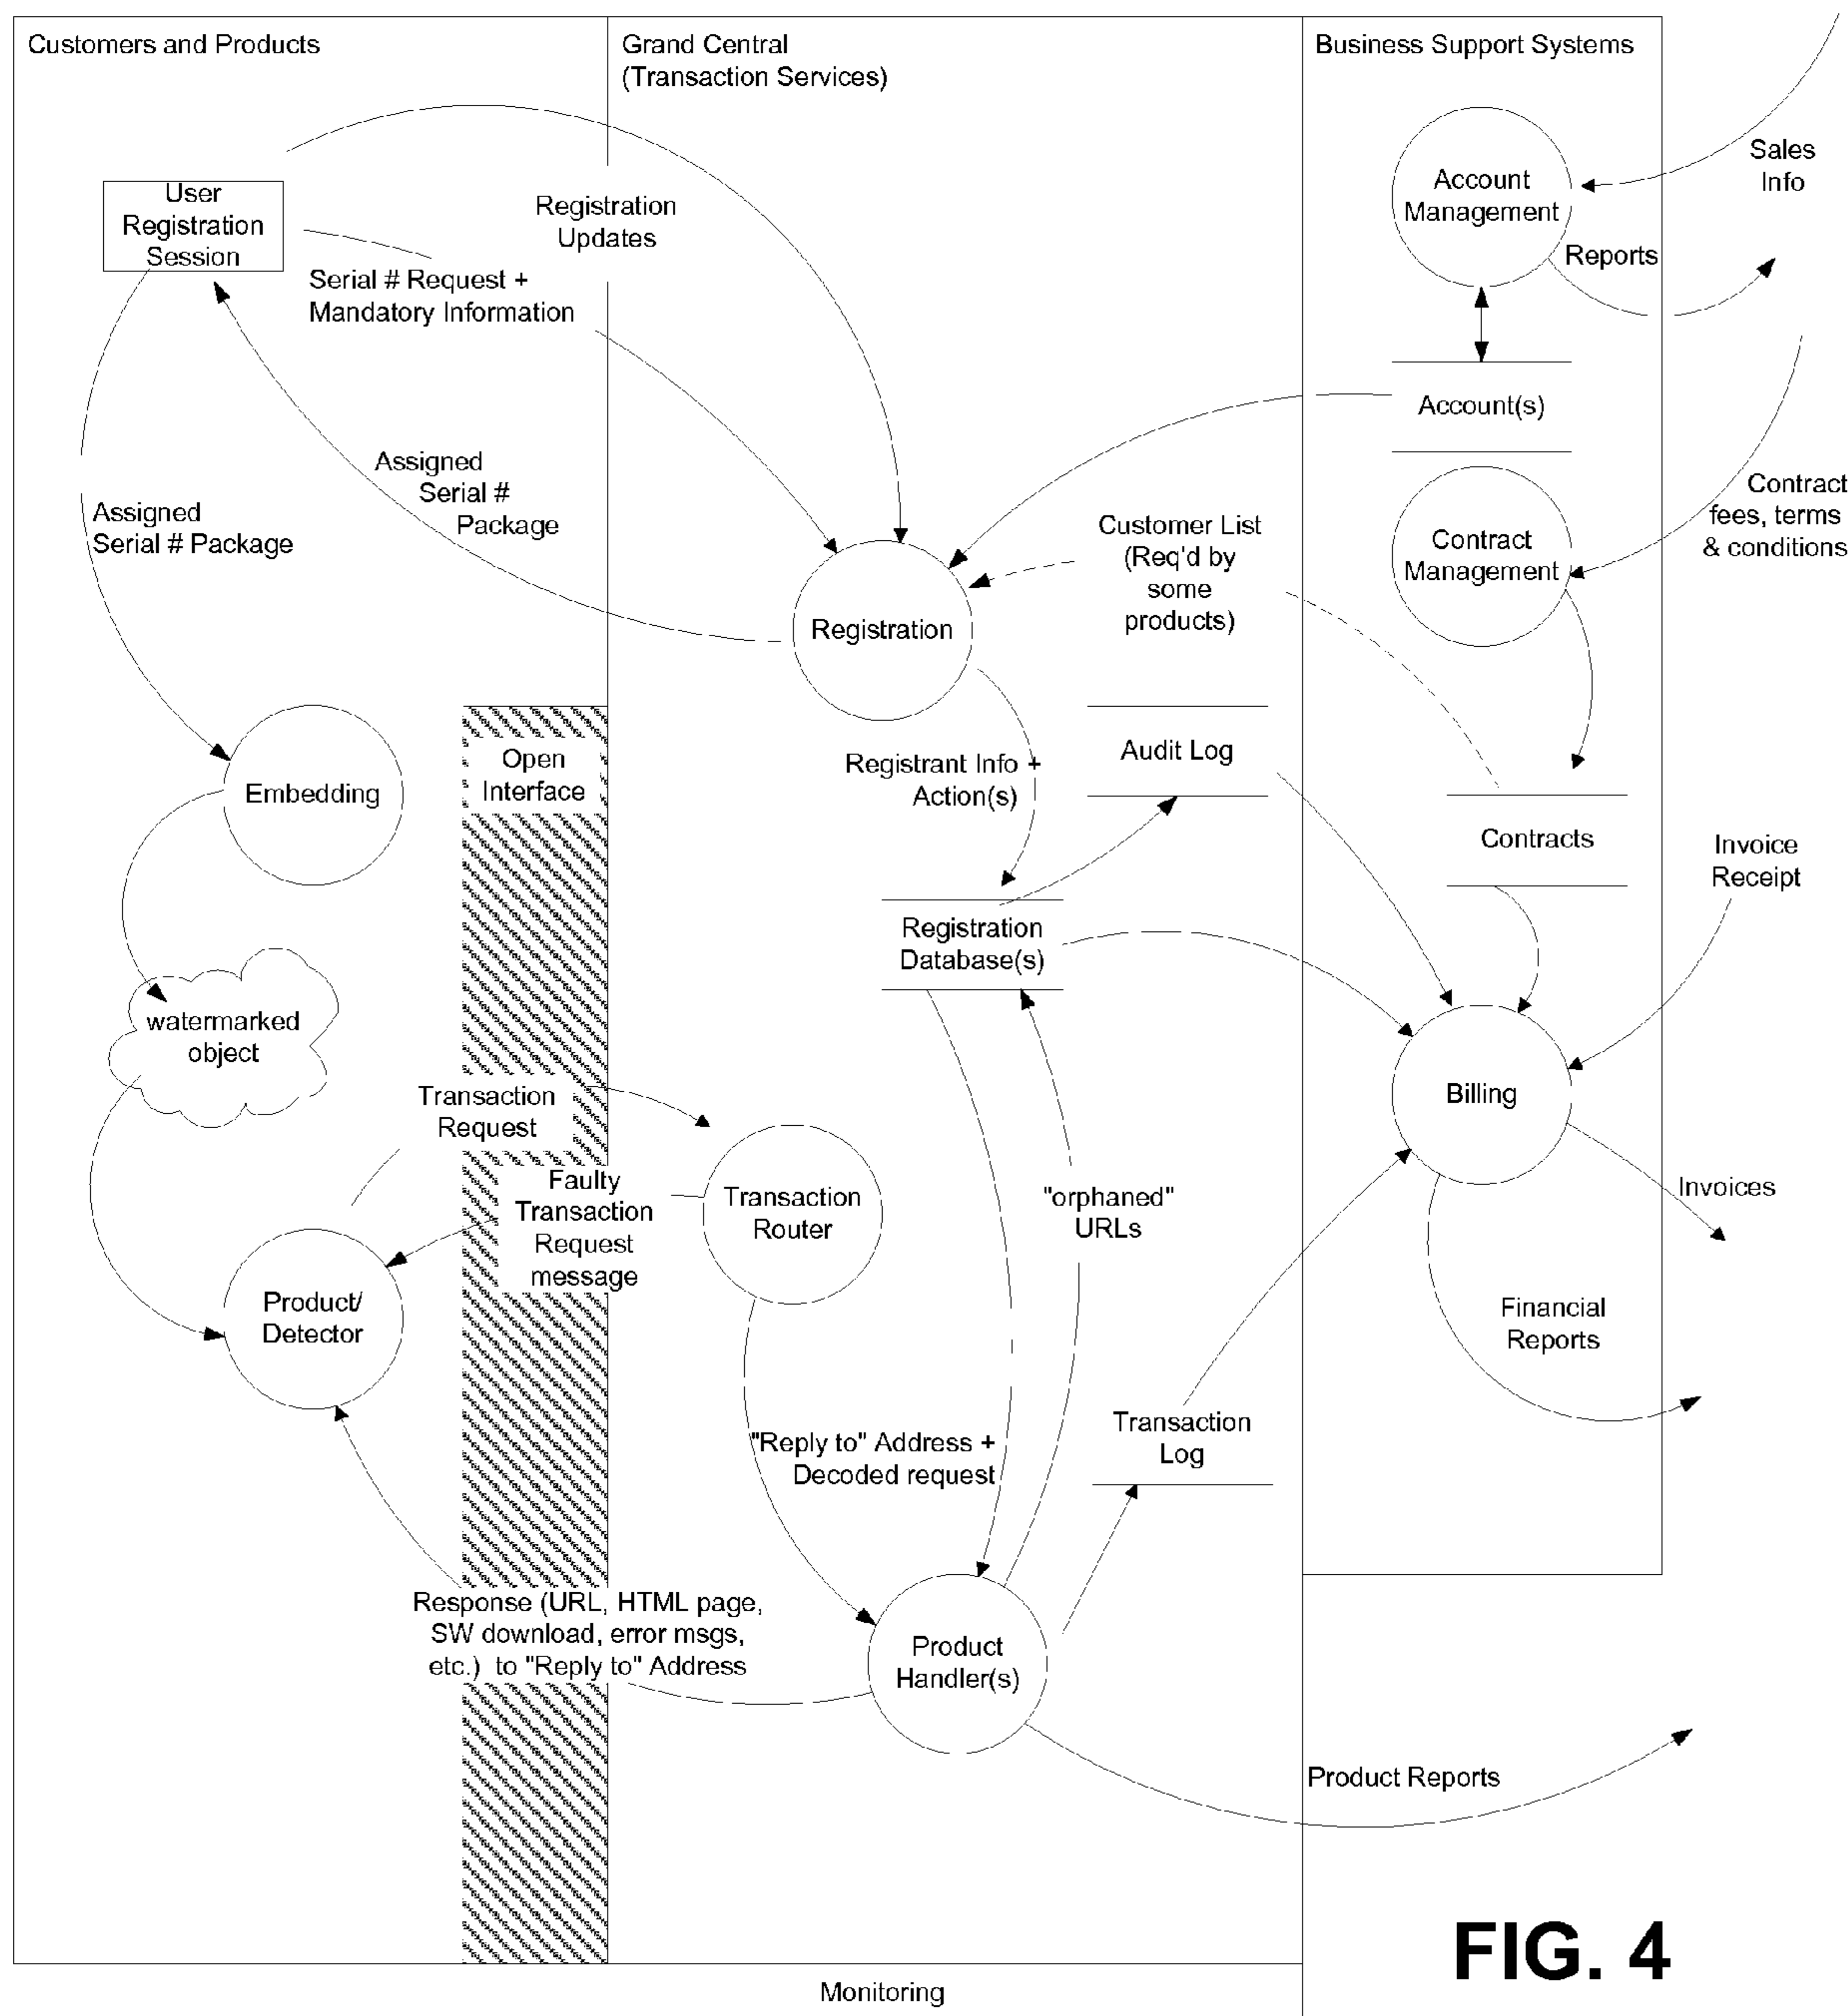 Customers and Products
Grand Central
(Transaction Services)
Business Support Systems
User
Registration
Session
Registration
Updates
Serial # Request +
Mandatory Information
Assigned
Serial #
Package
Assigned
Serial # Package
Account
Management
Sales
Info
Reports
Account(s)
Contract
Management
Contract
fees, terms
& conditions
Customer List
(Req'd by
some
products)
Registration
Embedding
Open
Interface
Registrant Info +
Action(s)
Audit Log
Contracts
Invoice
Receipt
Registration
Database(s)
watermarked
object
Transaction
Request
Faulty
Transaction
Request
message
Transaction
Router
"orphaned"
URLs
Billing
Invoices
Product/
Detector
Financial
Reports
"Reply to" Address +
Decoded request
Transaction
Log
Response (URL, HTML page,
SW download, error msgs,
etc.)  to "Reply to" Address
Product
Handler(s)
Product Reports
FIG. 4
Monitoring